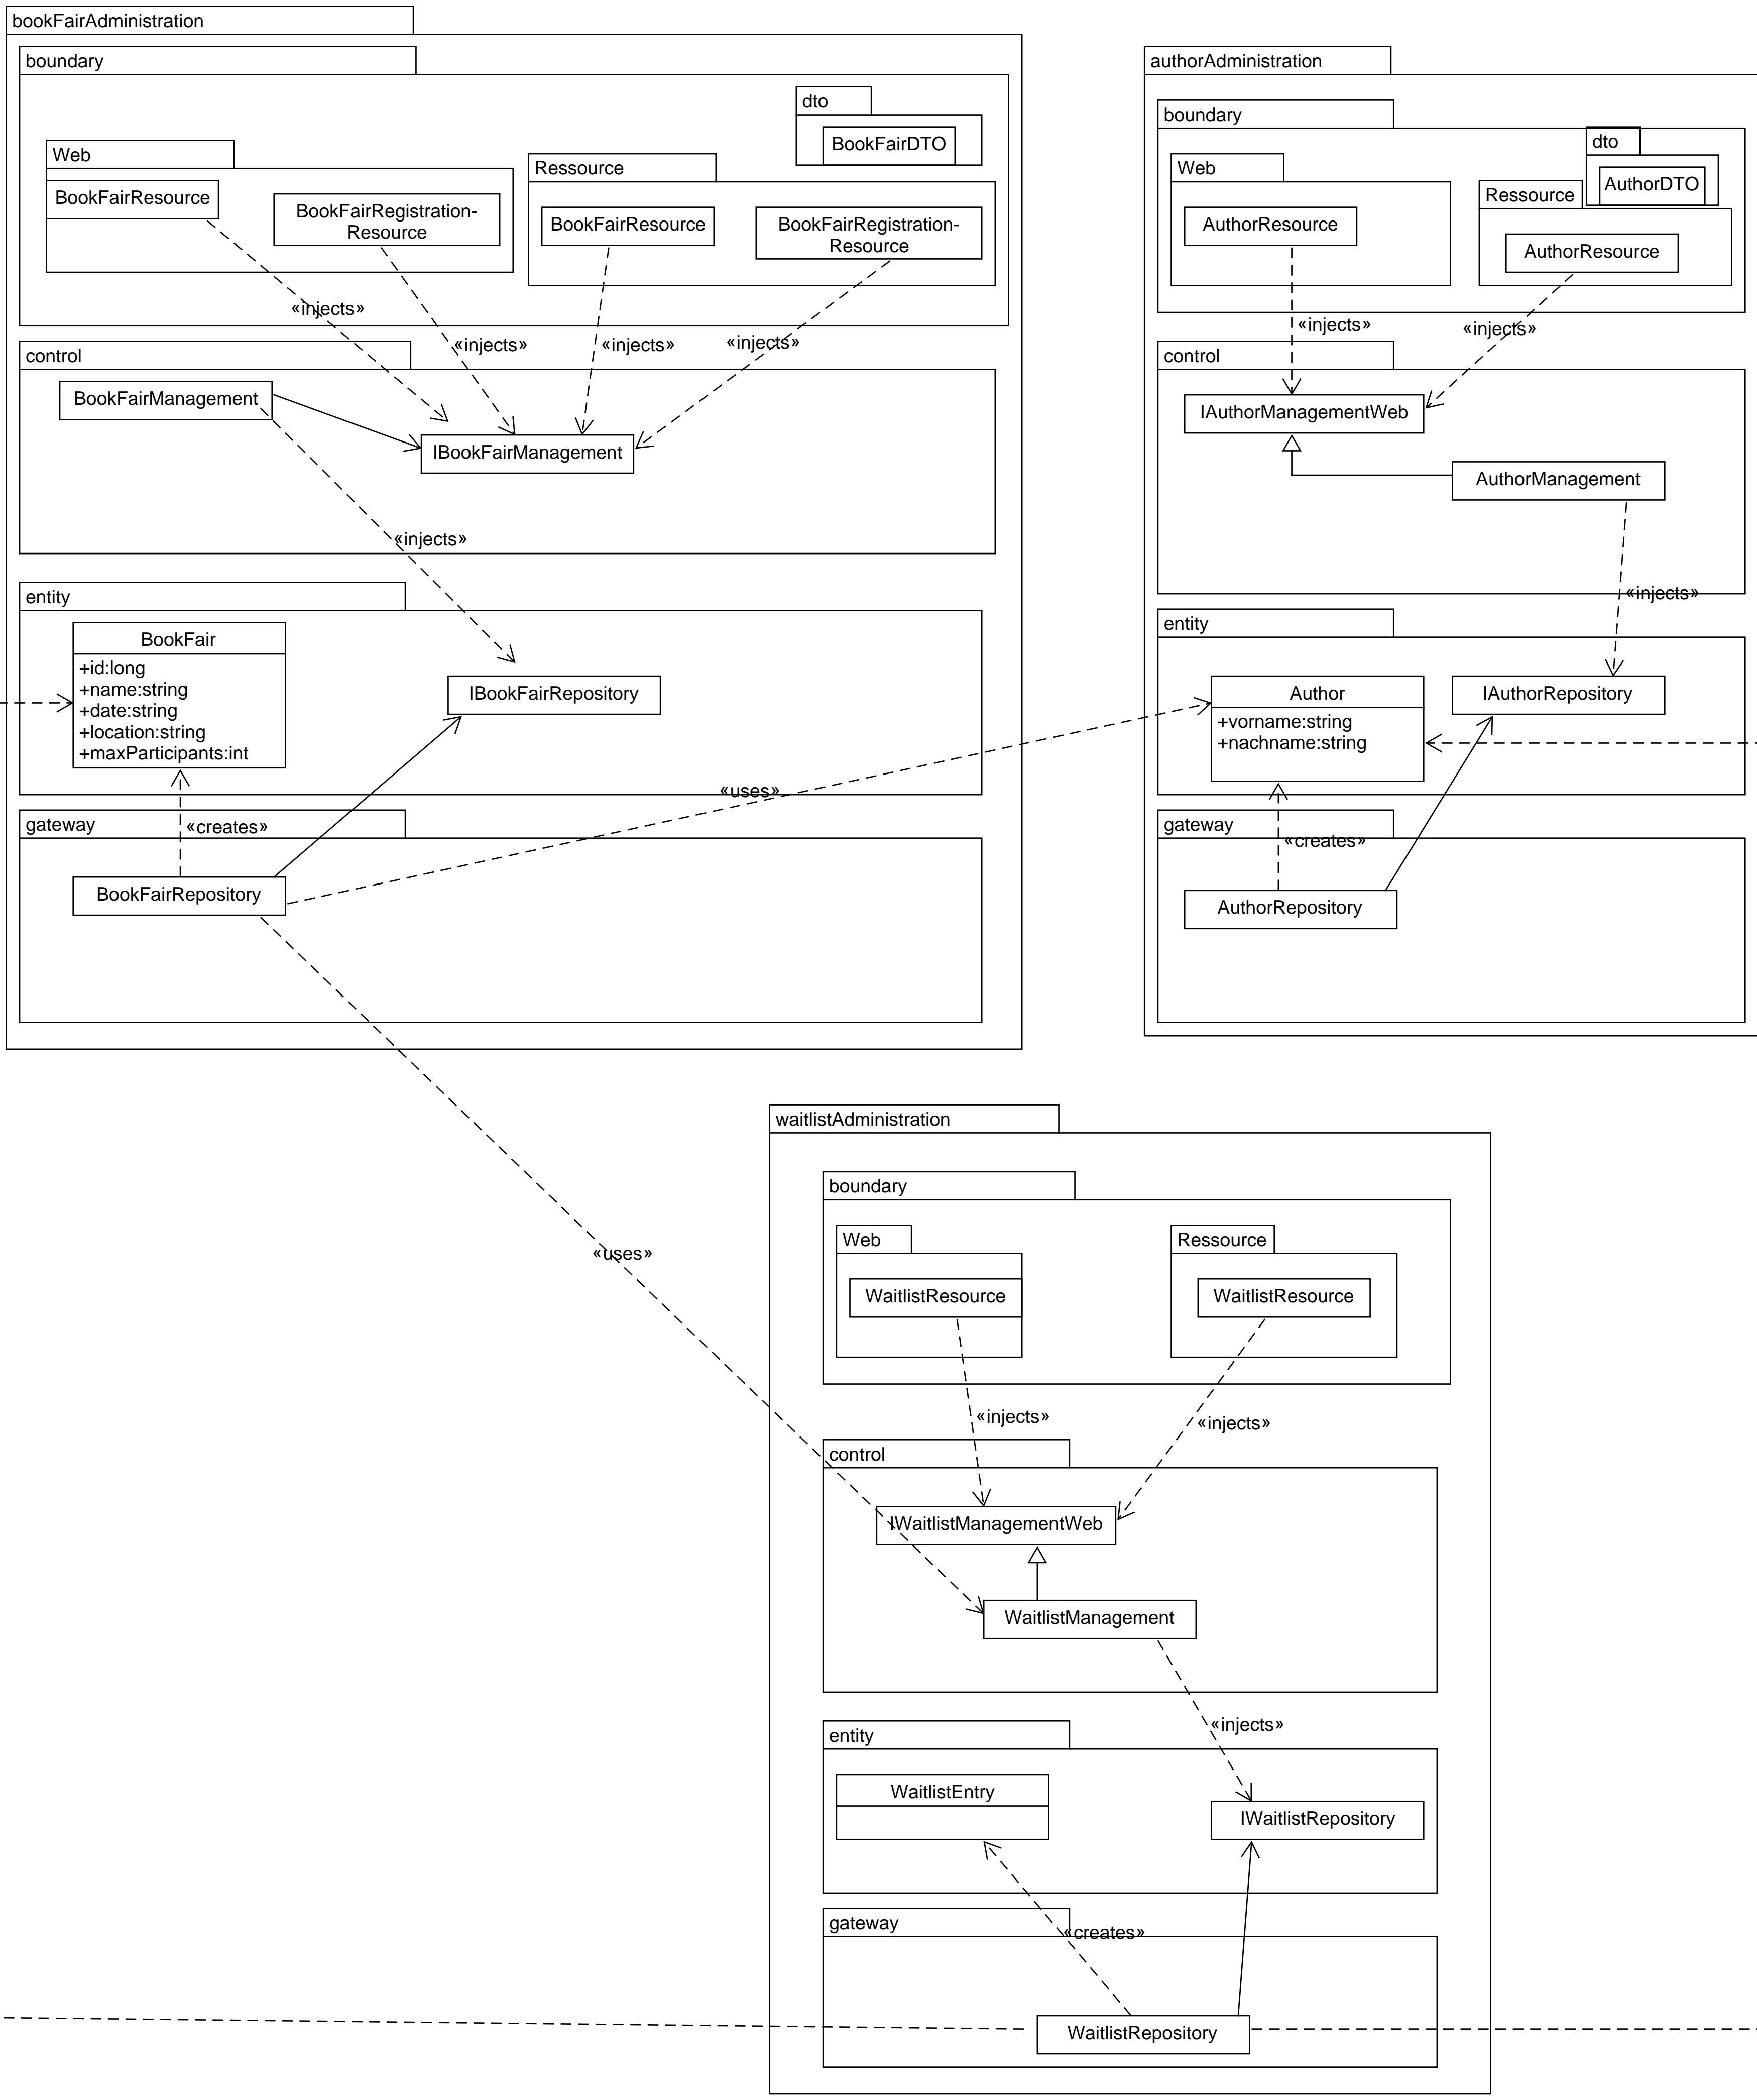 bookFairAdministration
boundary
dto
BookFairDTO
Web
BookFairResource
BookFairRegistration-
Resource
Ressource
BookFairResource
BookFairRegistration-
Resource
«injects»
«injects»
«injects»
«injects»
control
BookFairManagement
IBookFairManagement
«injects»
entity
BookFair
+id:long
+name:string
+date:string
+location:string
+maxParticipants:int
IBookFairRepository
«uses»
gateway
«creates»
BookFairRepository
authorAdministration
boundary
dto
AuthorDTO
Web
AuthorResource
Ressource
AuthorResource
«injects»
«injects»
control
IAuthorManagementWeb
AuthorManagement
«injects»
entity
Author
+vorname:string
+nachname:string
IAuthorRepository
gateway
«creates»
AuthorRepository
«uses»
waitlistAdministration
boundary
Web
WaitlistResource
Ressource
WaitlistResource
«injects»
«injects»
control
IWaitlistManagementWeb
WaitlistManagement
«injects»
entity
WaitlistEntry
IWaitlistRepository
gateway
«creates»
WaitlistRepository